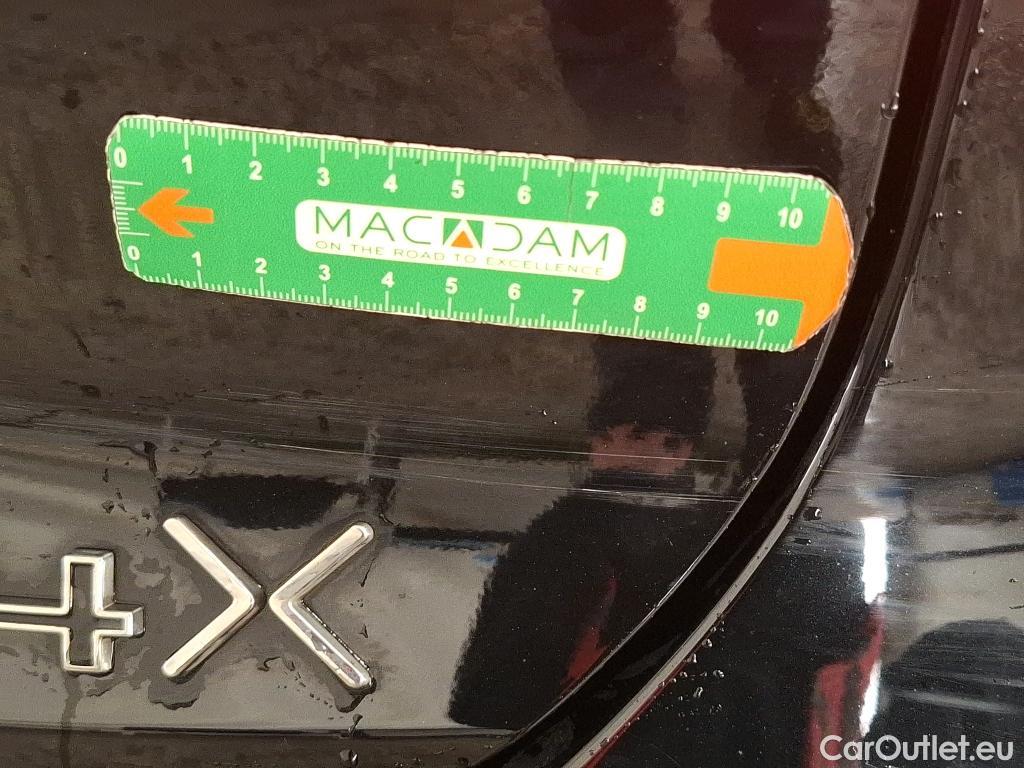 0 1 2 3 4 5 6 7 8 9 10
MACADAM
ON THE ROAD TO EXCELLENCE
0 1 2 3 4 5 6 7 8 9 10
4X
CarOutlet.eu